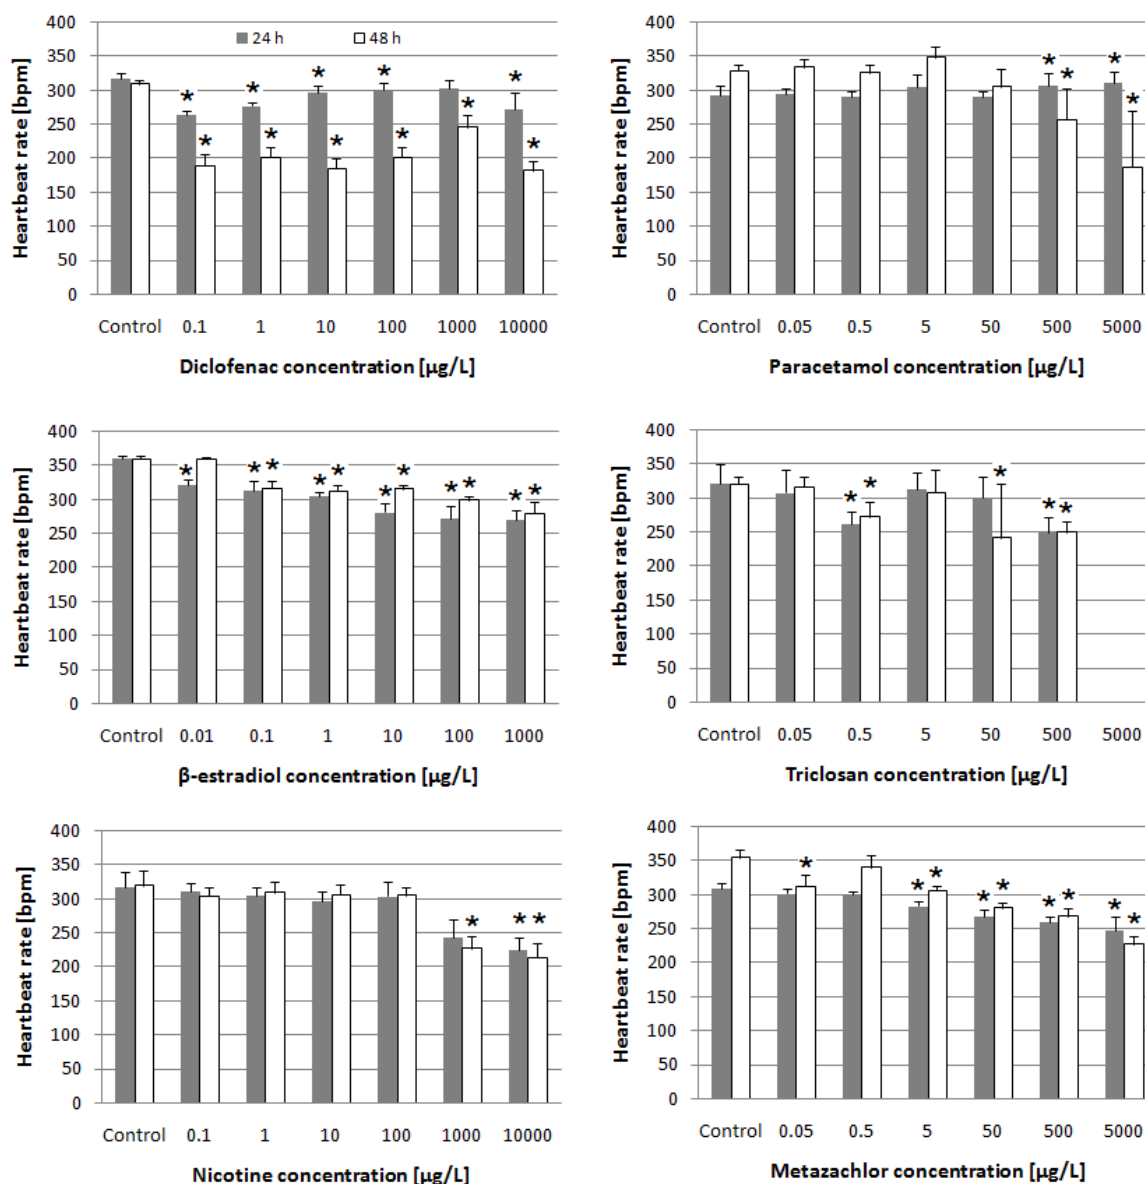 400
350
300
250
200
150
100
50
0
Heartbeat rate [bpm]
24 h 48 h
* * * * * *
* * * * * *
Control 0.1 1 10 100 1000 10000
Diclofenac concentration [µg/L]
400
350
300
250
200
150
100
50
0
Heartbeat rate [bpm]
* * * *
Control 0.05 0.5 5 50 500 5000
Paracetamol concentration [µg/L]
400
350
300
250
200
150
100
50
0
Heartbeat rate [bpm]
* * * * * * * * * * *
Control 0.01 0.1 1 10 100 1000
β-estradiol concentration [µg/L]
400
350
300
250
200
150
100
50
0
Heartbeat rate [bpm]
* * * * *
Control 0.05 0.5 5 50 500 5000
Triclosan concentration [µg/L]
400
350
300
250
200
150
100
50
0
Heartbeat rate [bpm]
* * *
Control 0.1 1 10 100 1000 10000
Nicotine concentration [µg/L]
400
350
300
250
200
150
100
50
0
Heartbeat rate [bpm]
* * * * * * * * *
Control 0.05 0.5 5 50 500 5000
Metazachlor concentration [µg/L]